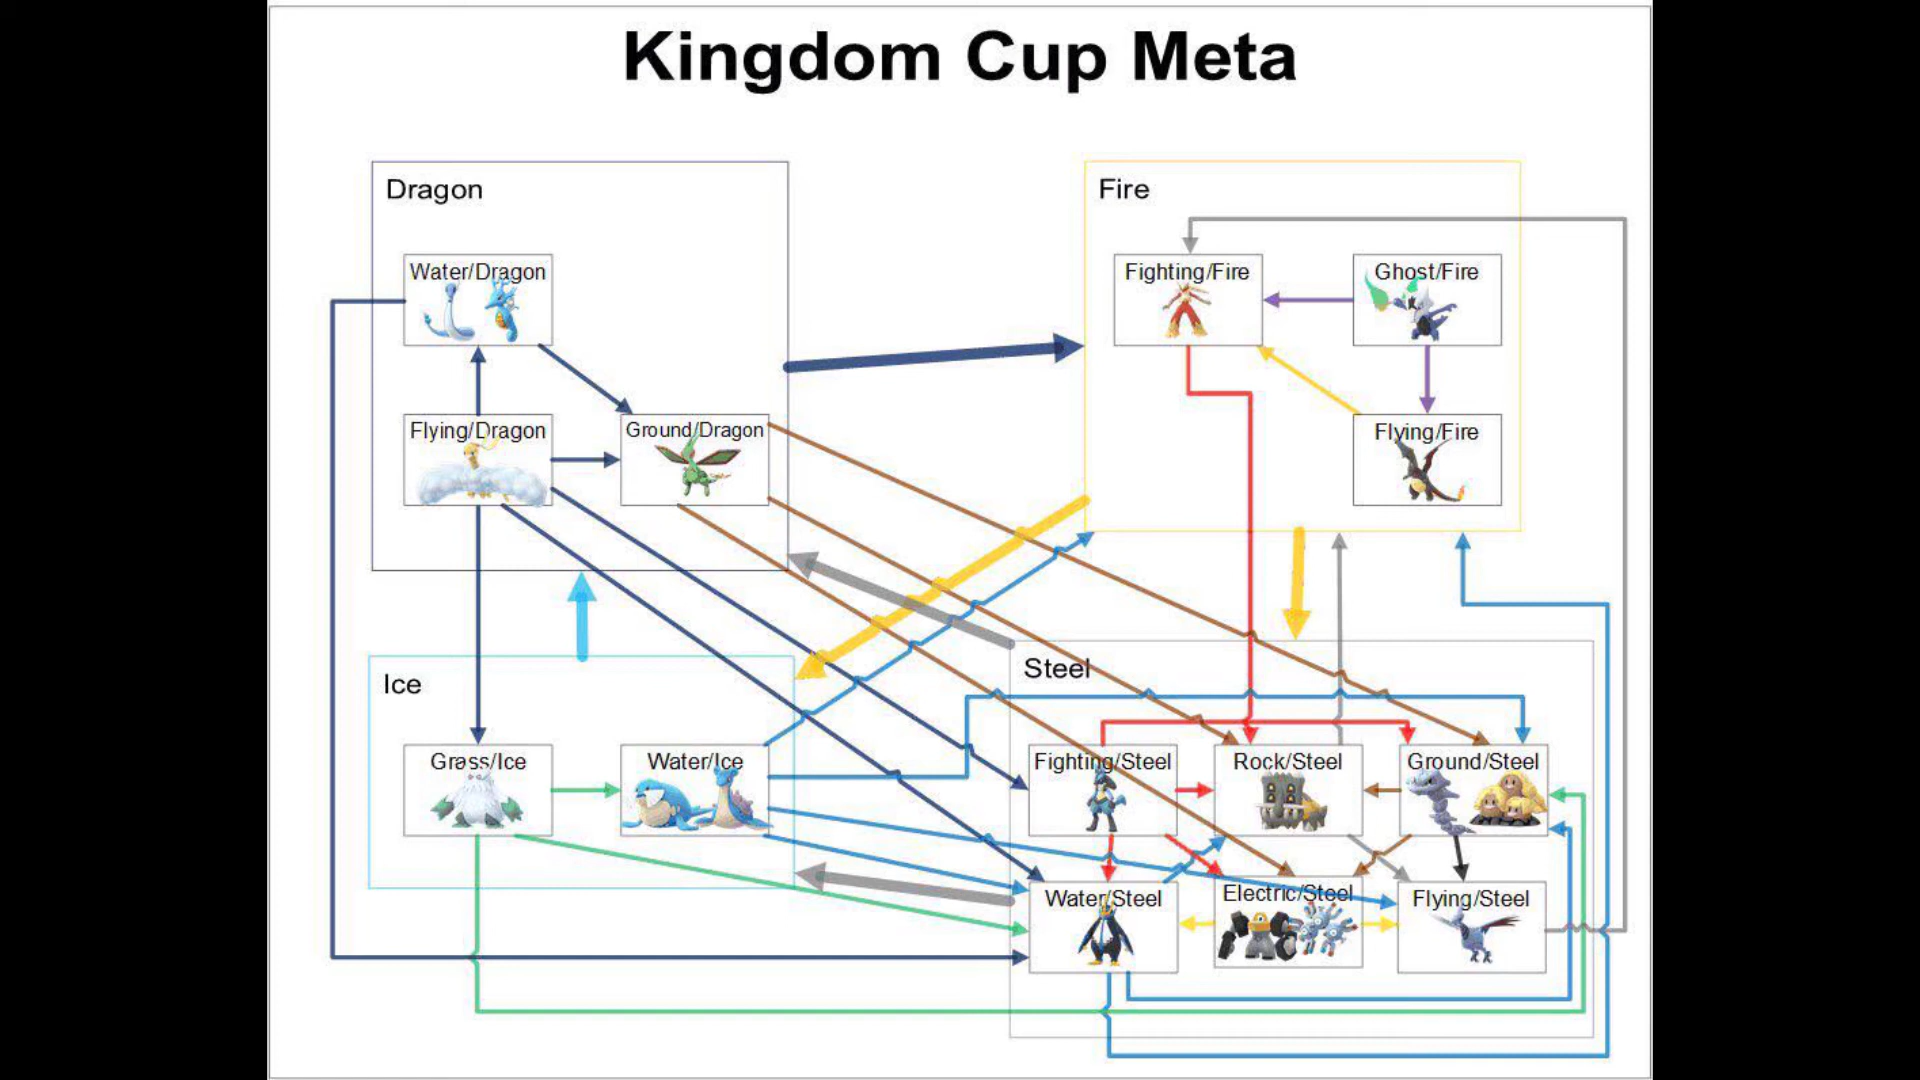 Kingdom Cup Meta
Dragon
Fire
Water/Dragon
Fighting/Fire
Ghost/Fire
Flying/Dragon
Ground/Dragon
Flying/Fire
Ice
Steel
Grass/Ice
Water/Ice
Fighting/Steel
Rock/Steel
Ground/Steel
Water/Steel
Electric/Steel
Flying/Steel